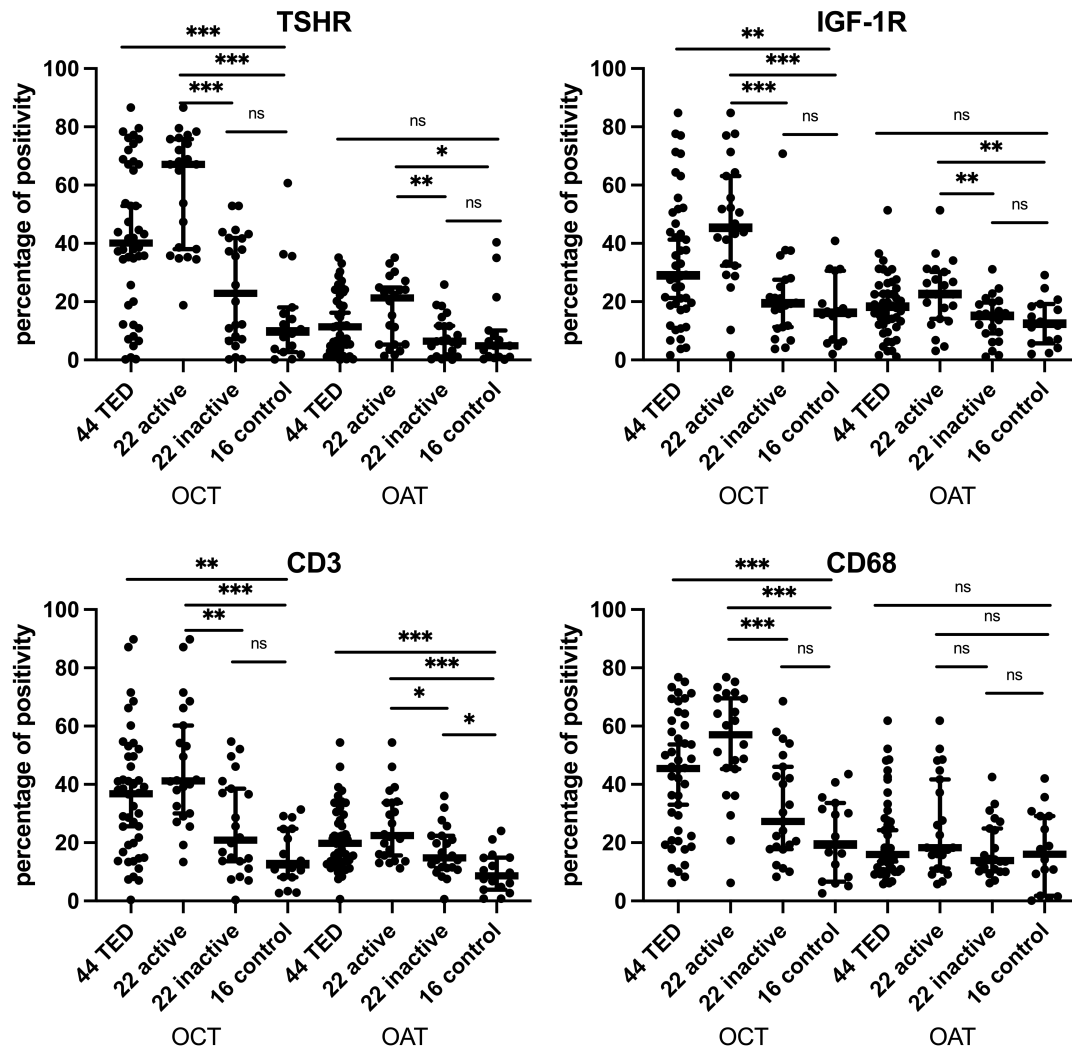 TSHR
***
***
***
ns
ns
*
**
ns
percentage of positivity
100
80
60
40
20
0
44 TED
22 active
22 inactive
16 control
44 TED
22 active
22 inactive
16 control
OCT
OAT
IGF-1R
**
***
***
ns
ns
**
**
ns
percentage of positivity
100
80
60
40
20
0
44 TED
22 active
22 inactive
16 control
44 TED
22 active
22 inactive
16 control
OCT
OAT
CD3
**
***
**
ns
***
***
*
*
percentage of positivity
100
80
60
40
20
0
44 TED
22 active
22 inactive
16 control
44 TED
22 active
22 inactive
16 control
OCT
OAT
CD68
***
***
***
ns
ns
ns
ns
ns
percentage of positivity
100
80
60
40
20
0
44 TED
22 active
22 inactive
16 control
44 TED
22 active
22 inactive
16 control
OCT
OAT